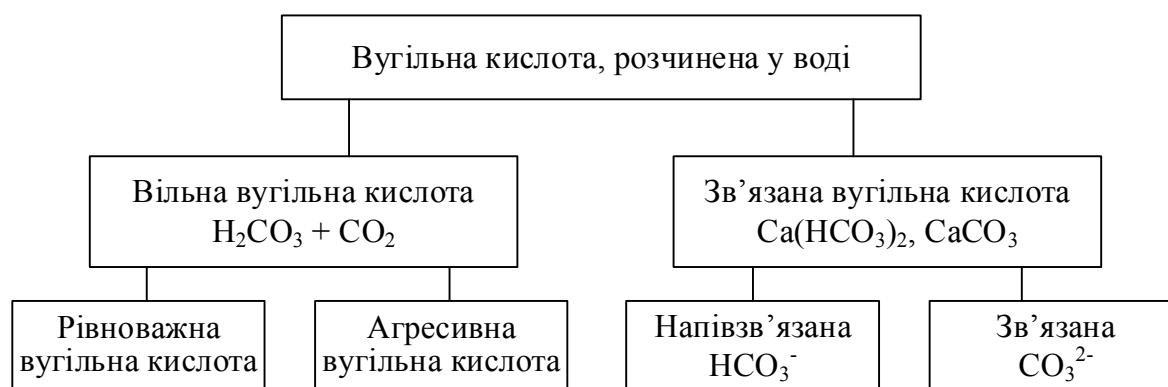 Вугільна кислота, розчинена у воді
Вільна вугільна кислота
H₂CO₃ + CO₂
Зв’язана вугільна кислота
Ca(HCO₃)₂, CaCO₃
Рівноважна
вугільна кислота
Агресивна
вугільна кислота
Напівзв’язана
HCO₃⁻
Зв’язана
CO₃²⁻